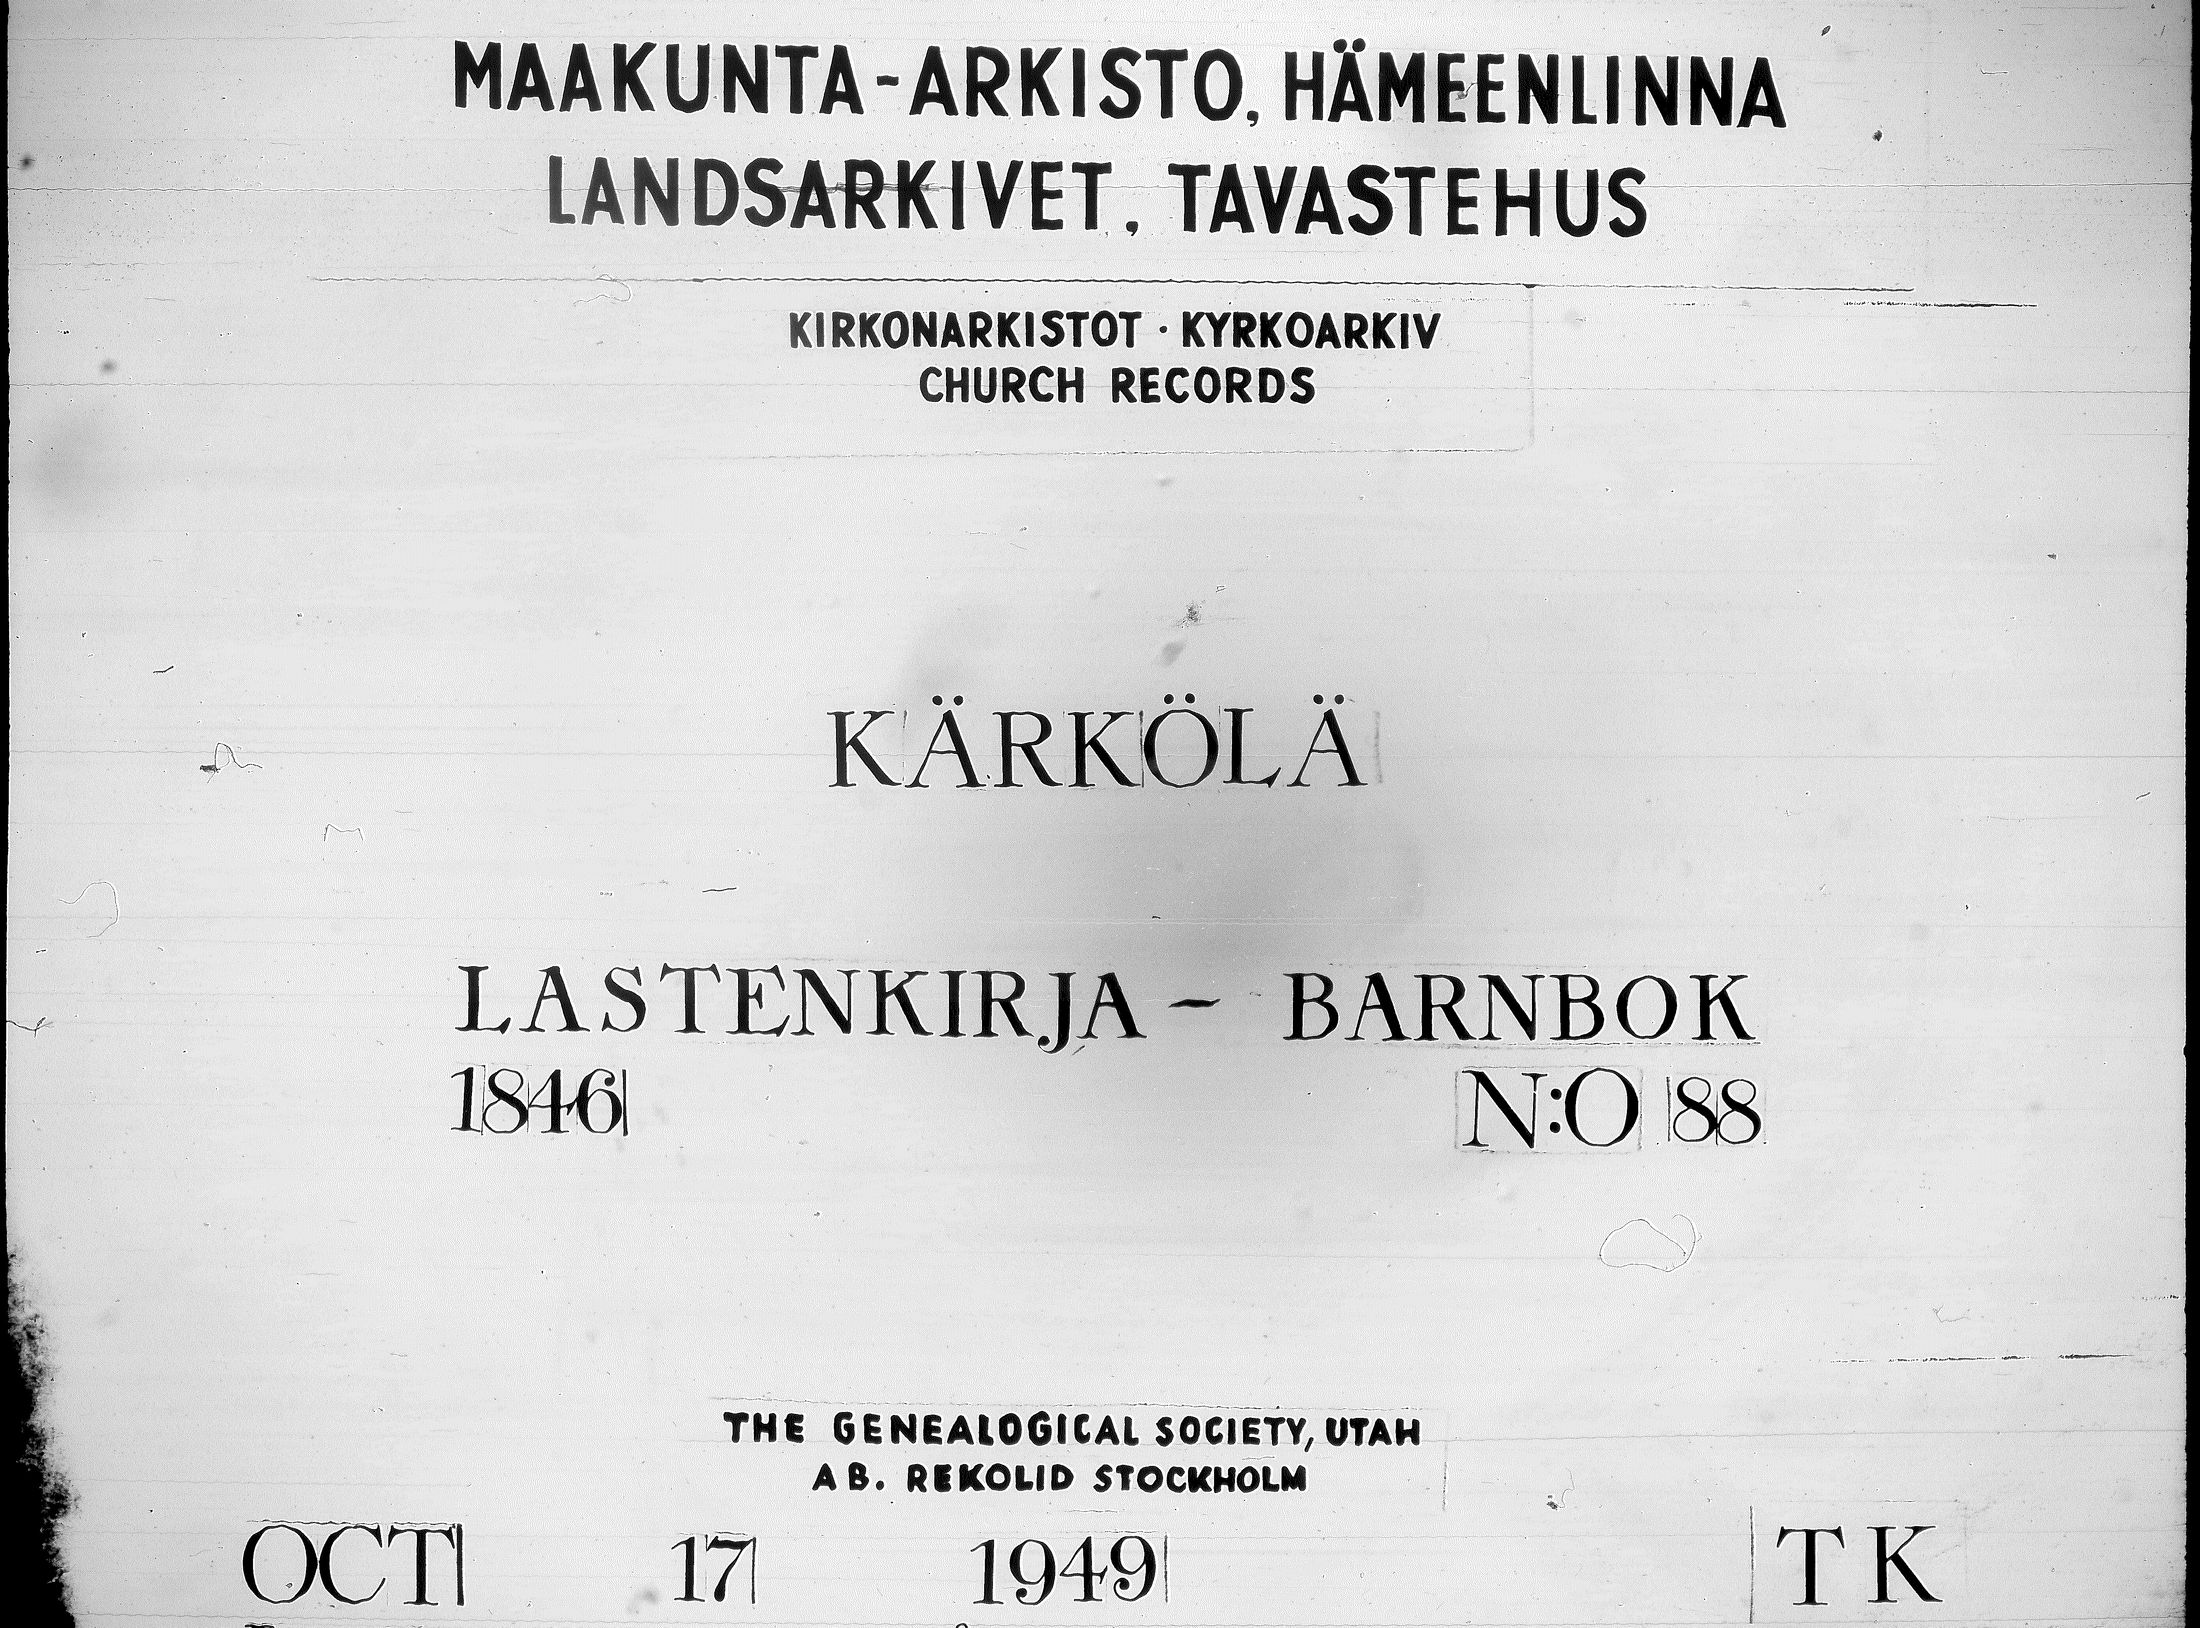 MAAKUNTA-ARKISTO, HÄMEENLINNA
LANDSARKIVET, TAVASTEHUS
KIRKONARKISTOT · KYRKOARKIV
CHURCH RECORDS
KÄRKÖLÄ
LASTENKIRJA - BARNBOK
1846 N:O 88
THE GENEALOGICAL SOCIETY, UTAH
AB. REKOLID STOCKHOLM
OCT 17 1949 TK